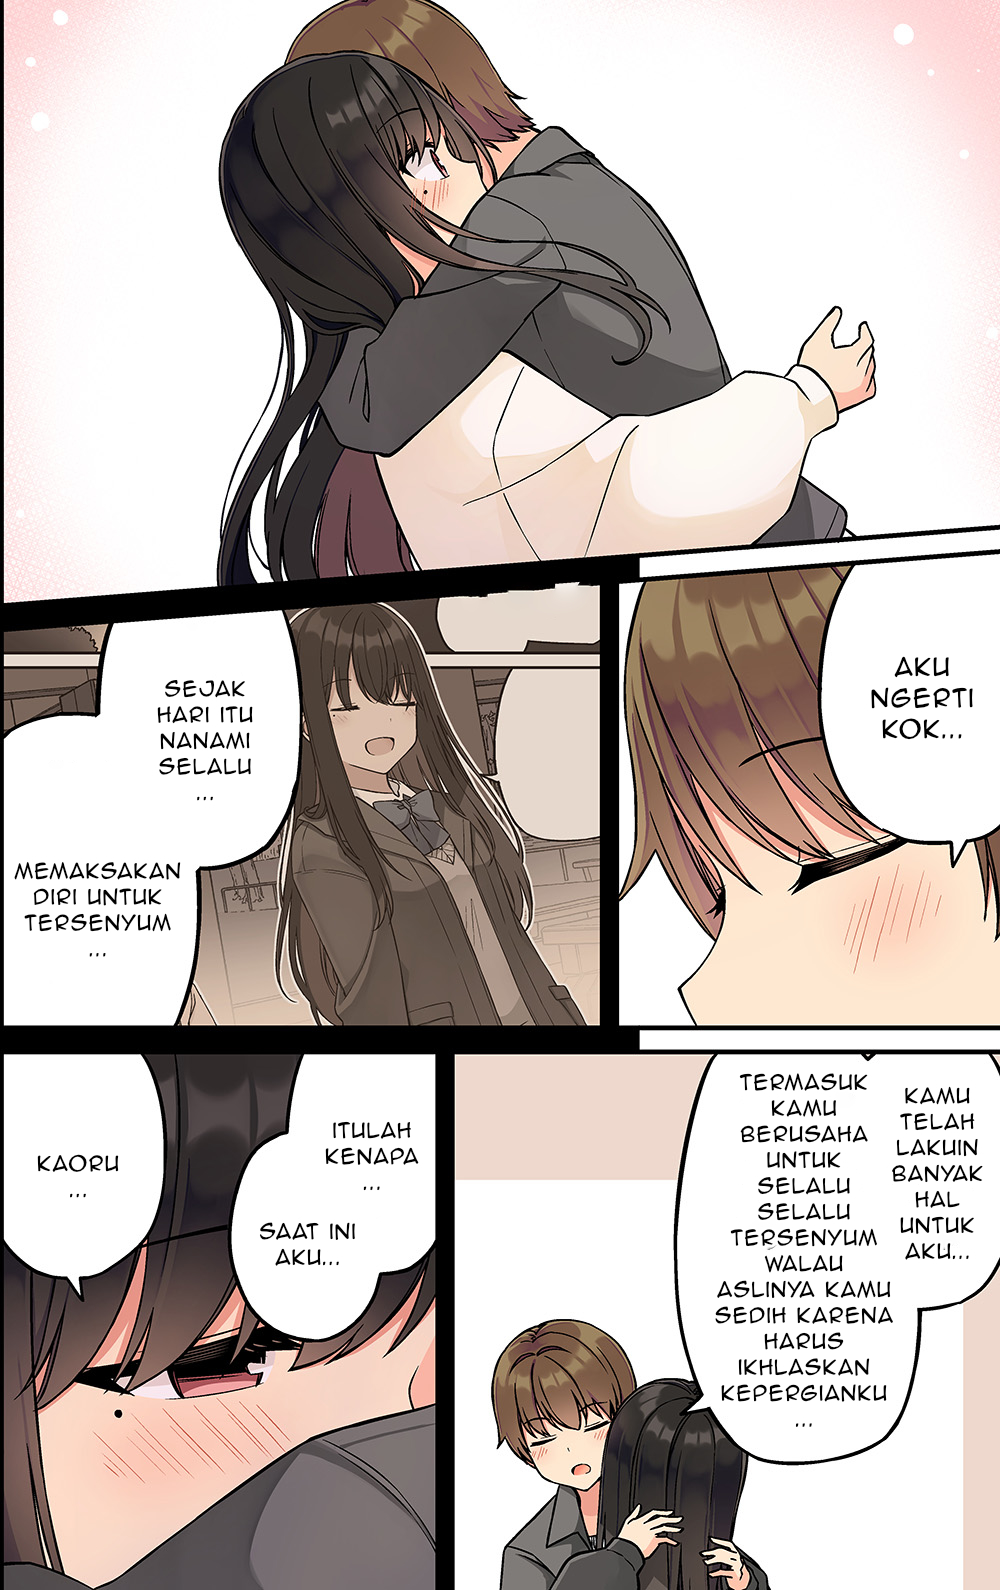 AKU
NGERTI
KOK...
SEJAK
HARI ITU
NANAMI
SELALU
...
MEMAKSAKAN
DIRI UNTUK
TERSENYUM
...
KAMU
TELAH
LAKUIN
BANYAK
HAL
UNTUK
AKU...
TERMASUK
KAMU
BERUSAHA
UNTUK
SELALU
SELALU
TERSENYUM
WALAU
ASLINYA KAMU
SEDIH KARENA
HARUS
IKHLASKAN
KEPERGIANKU
...
ITULAH
KENAPA
...
SAAT INI
AKU...
KAORU
...